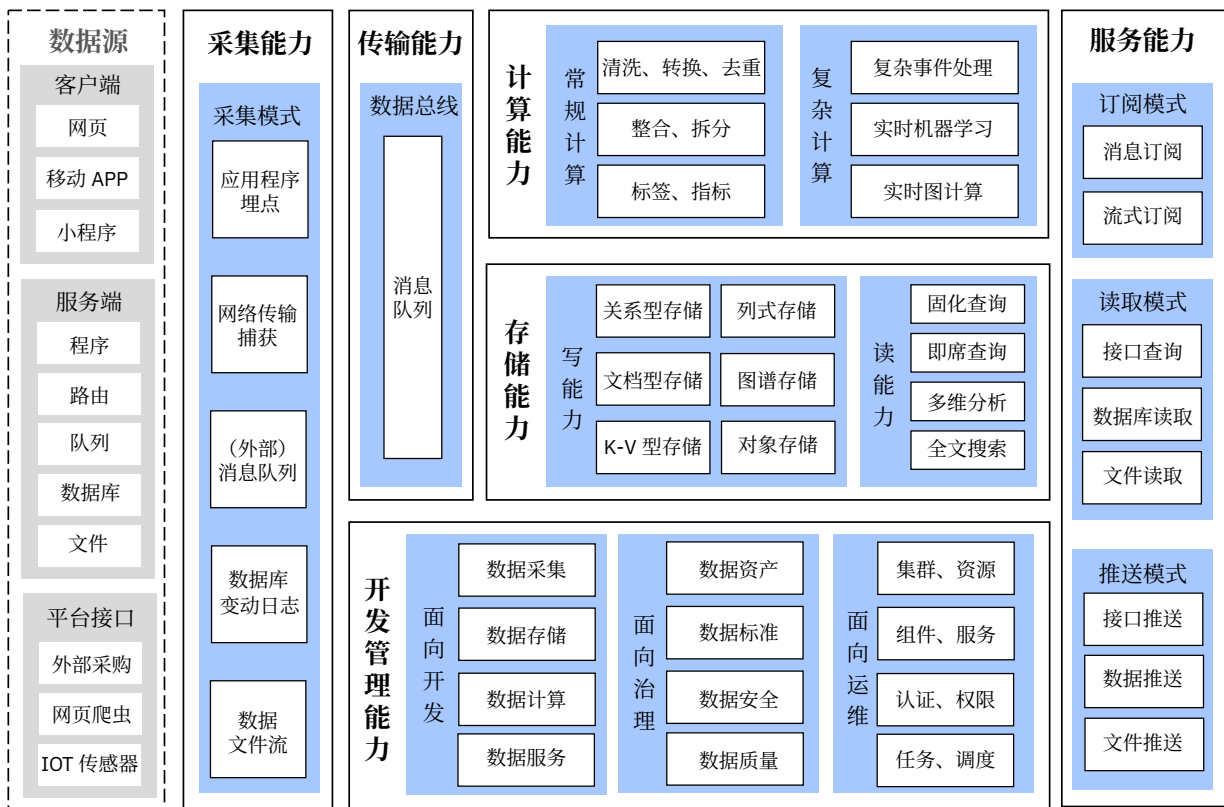 数据源
客户端
网页
移动 APP
小程序
服务端
程序
路由
队列
数据库
文件
平台接口
外部采购
网页爬虫
IOT 传感器
采集能力
采集模式
应用程序
埋点
网络传输
捕获
（外部）
消息队列
数据库
变动日志
数据
文件流
传输能力
数据总线
消息
队列
计算能力
常规计算
清洗、转换、去重
整合、拆分
标签、指标
复杂计算
复杂事件处理
实时机器学习
实时图计算
存储能力
写能力
关系型存储
列式存储
文档型存储
图谱存储
K-V 型存储
对象存储
读能力
固化查询
即席查询
多维分析
全文搜索
开发管理能力
面向开发
数据采集
数据存储
数据计算
数据服务
面向治理
数据资产
数据标准
数据安全
数据质量
面向运维
集群、资源
组件、服务
认证、权限
任务、调度
服务能力
订阅模式
消息订阅
流式订阅
读取模式
接口查询
数据库读取
文件读取
推送模式
接口推送
数据推送
文件推送